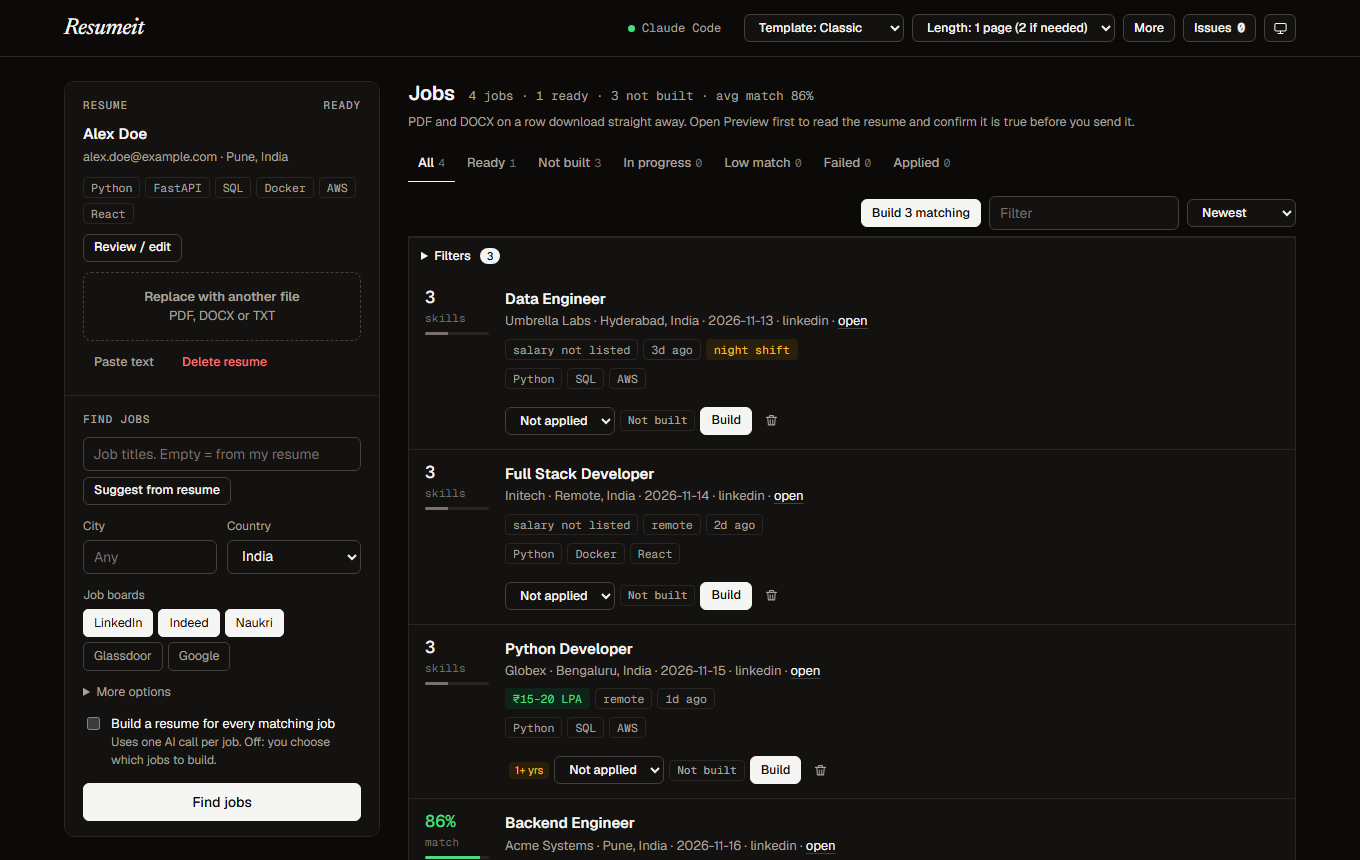 Resumeit
Claude Code
Template: Classic
Length: 1 page (2 if needed)
More
Issues 0
RESUME
READY
Alex Doe
alex.doe@example.com · Pune, India
Python FastAPI SQL Docker AWS
React
Review / edit
Replace with another file
PDF, DOCX or TXT
Paste text
Delete resume
FIND JOBS
Job titles. Empty = from my resume
Suggest from resume
City
Country
Any
India
Job boards
LinkedIn Indeed Naukri
Glassdoor Google
More options
Build a resume for every matching job
Uses one AI call per job. Off: you choose
which jobs to build.
Find jobs
Jobs 4 jobs · 1 ready · 3 not built · avg match 86%
PDF and DOCX on a row download straight away. Open Preview first to read the resume and confirm it is true before you send it.
All 4 Ready 1 Not built 3 In progress 0 Low match 0 Failed 0 Applied 0
Build 3 matching
Filter
Newest
Filters 3
3
skills
Data Engineer
Umbrella Labs · Hyderabad, India · 2026-11-13 · linkedin · open
salary not listed 3d ago night shift
Python SQL AWS
Not applied Not built Build
3
skills
Full Stack Developer
Initech · Remote, India · 2026-11-14 · linkedin · open
salary not listed remote 2d ago
Python Docker React
Not applied Not built Build
3
skills
Python Developer
Globex · Bengaluru, India · 2026-11-15 · linkedin · open
₹15–20 LPA remote 1d ago
Python SQL AWS
1+ yrs Not applied Not built Build
86%
match
Backend Engineer
Acme Systems · Pune, India · 2026-11-16 · linkedin · open